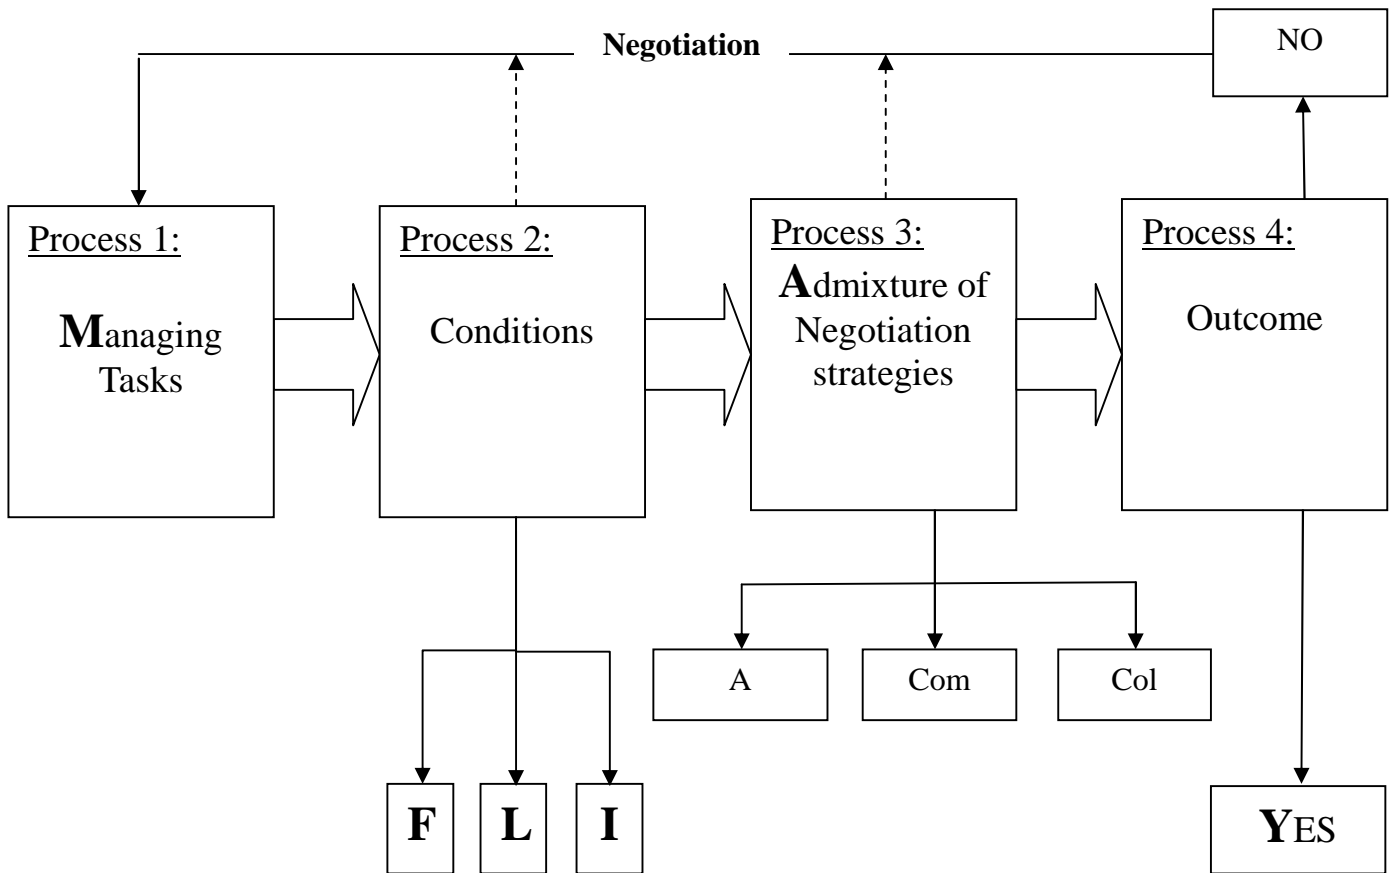 Negotiation
NO
Process 1:
Managing
Tasks
Process 2:
Conditions
Process 3:
Admixture of
Negotiation
strategies
Process 4:
Outcome
A
Com
Col
F
L
I
YES